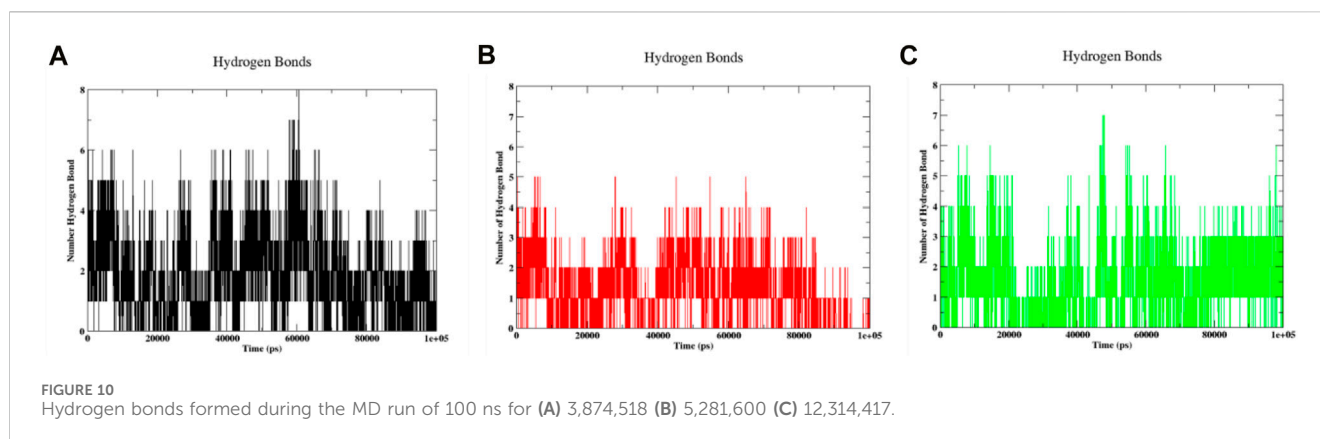 A
Hydrogen Bonds
Number Hydrogen Bond
8
6
4
2
0
0
20000
40000
60000
80000
1e+05
Time (ps)
B
Hydrogen Bonds
Number of Hydrogen Bond
8
7
6
5
4
3
2
1
0
0
20000
40000
60000
80000
1e+05
Time (ps)
C
Hydrogen Bonds
Number of Hydrogen Bond
8
7
6
5
4
3
2
1
0
0
20000
40000
60000
80000
1e+05
Time (ps)
FIGURE 10
Hydrogen bonds formed during the MD run of 100 ns for (A) 3,874,518 (B) 5,281,600 (C) 12,314,417.